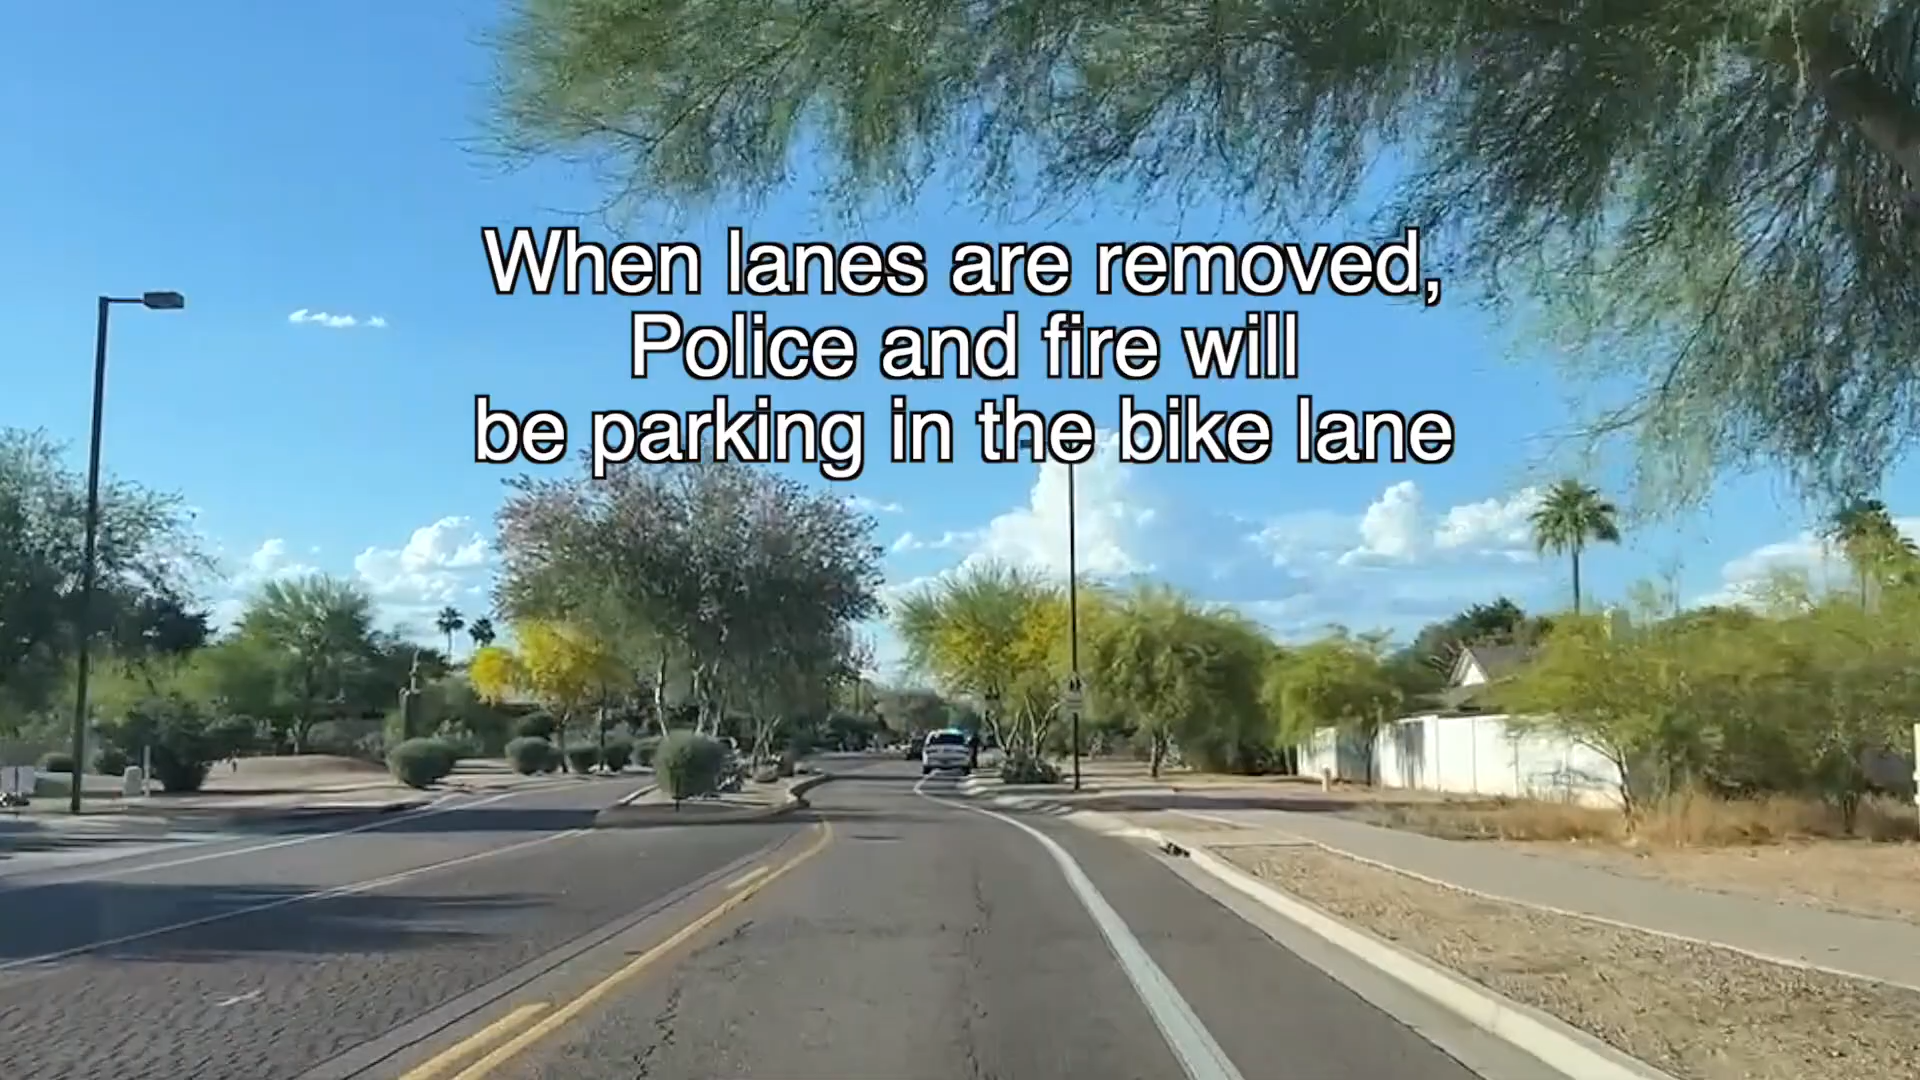 When lanes are removed,
Police and fire will
be parking in the bike lane